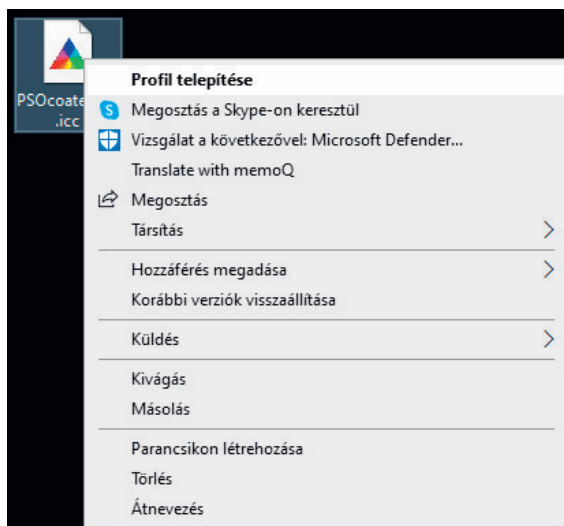 PSOcoate
.icc
Profil telepítése
Megosztás a Skype-on keresztül
Vizsgálat a következővel: Microsoft Defender...
Translate with memoQ
Megosztás
Társítás
Hozzáférés megadása
Korábbi verziók visszaállítása
Küldés
Kivágás
Másolás
Parancsikon létrehozása
Törlés
Átnevezés